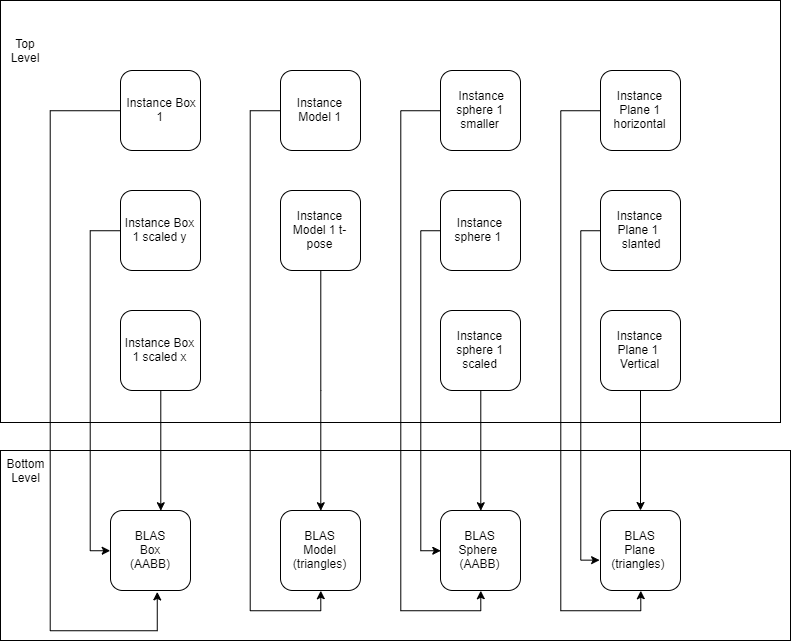 Top
Level
Instance Box
1
Instance
Model 1
Instance
sphere 1
smaller
Instance
Plane 1
horizontal
Instance Box
1 scaled y
Instance
Model 1 t-
pose
Instance
sphere 1
Instance
Plane 1
slanted
Instance Box
1 scaled x
Instance
sphere 1
scaled
Instance
Plane 1
Vertical
Bottom
Level
BLAS
Box
(AABB)
BLAS
Model
(triangles)
BLAS
Sphere
(AABB)
BLAS
Plane
(triangles)